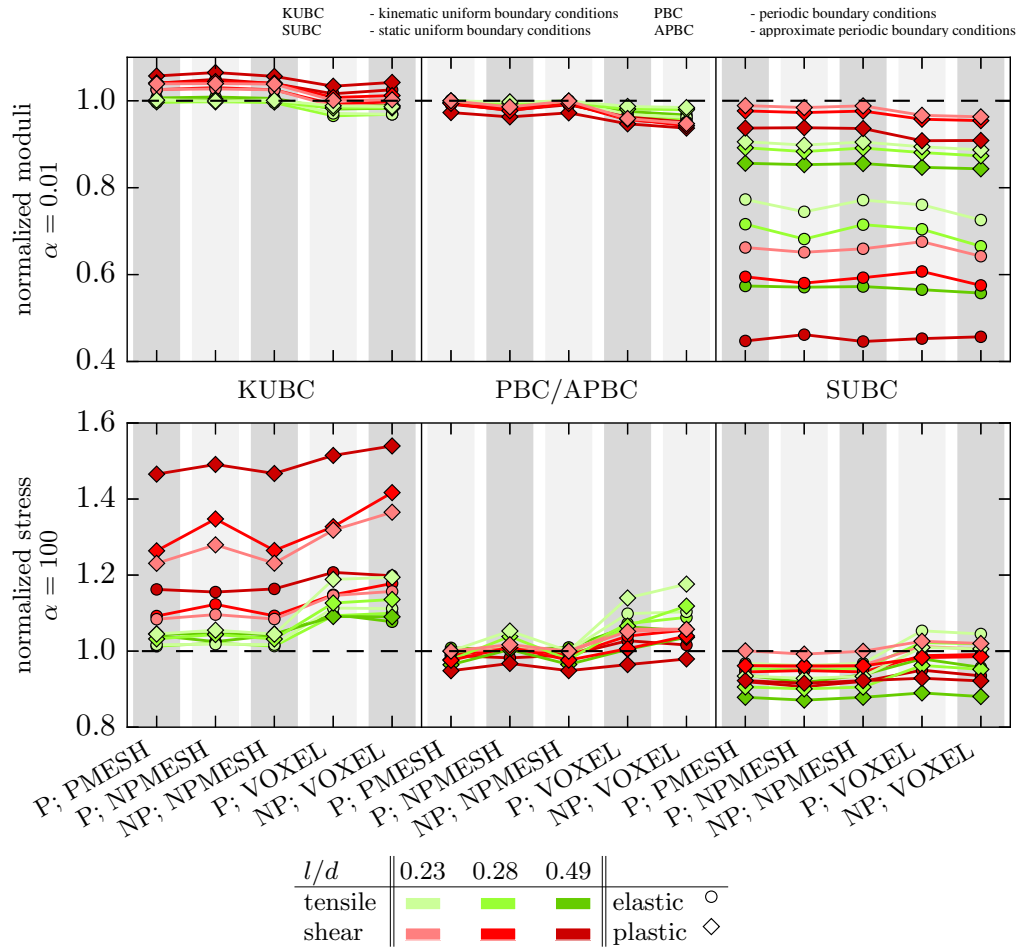 KUBC - kinematic uniform boundary conditions PBC - periodic boundary conditions
SUBC - static uniform boundary conditions APBC - approximate periodic boundary conditions
normalized moduli
α = 0.01
1.0
0.8
0.6
0.4
KUBC PBC/APBC SUBC
normalized stress
α = 100
1.6
1.4
1.2
1.0
0.8
P; PMESH
P; NPMESH
NP; NPMESH
P; VOXEL
NP; VOXEL
P; PMESH
P; NPMESH
NP; NPMESH
P; VOXEL
NP; VOXEL
P; PMESH
P; NPMESH
NP; NPMESH
P; VOXEL
NP; VOXEL
l/d 0.23 0.28 0.49
tensile elastic
shear plastic